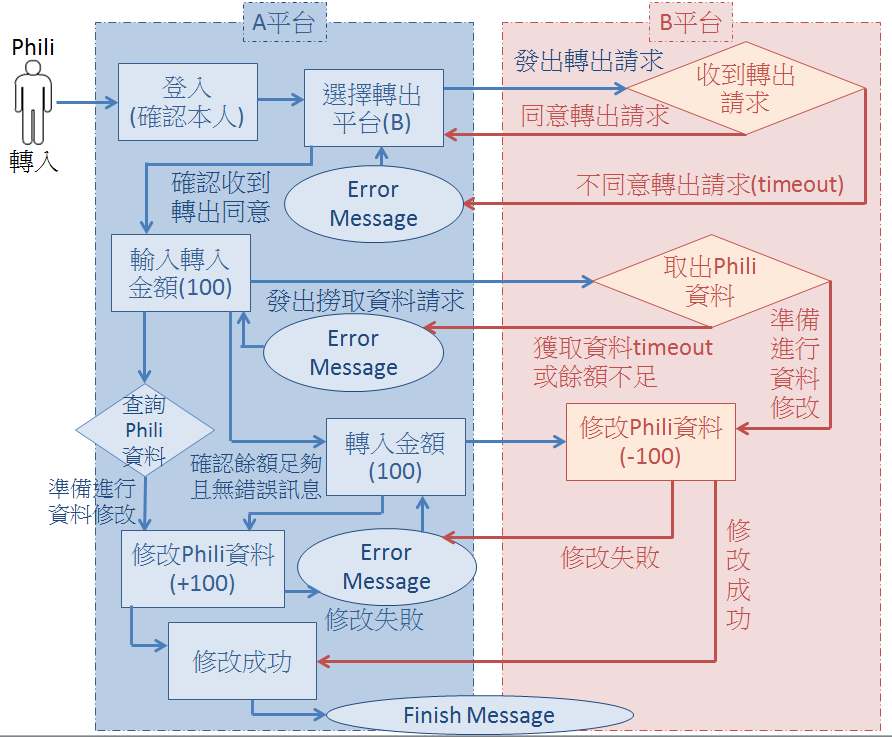 A平台
B平台
Phili
轉入
登入
(確認本人)
選擇轉出
平台(B)
發出轉出請求
收到轉出
請求
同意轉出請求
不同意轉出請求(timeout)
Error
Message
確認收到
轉出同意
輸入轉入
金額(100)
發出撈取資料請求
取出Phili
資料
Error
Message
獲取資料timeout
或餘額不足
準備
進行
資料
修改
查詢
Phili
資料
準備進行
資料修改
確認餘額足夠
且無錯誤訊息
轉入金額
(100)
修改Phili資料
(-100)
修改Phili資料
(+100)
Error
Message
修改失敗
修改失敗
修
改
成
功
修改成功
Finish Message